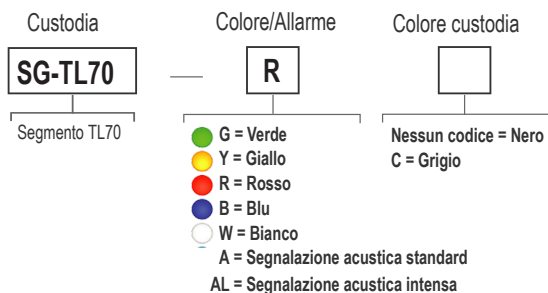 Custodia Colore/Allarme Colore custodia
SG-TL70 — R
Segmento TL70
G = Verde
Y = Giallo
R = Rosso
B = Blu
W = Bianco
A = Segnalazione acustica standard
AL = Segnalazione acustica intensa
Nessun codice = Nero
C = Grigio